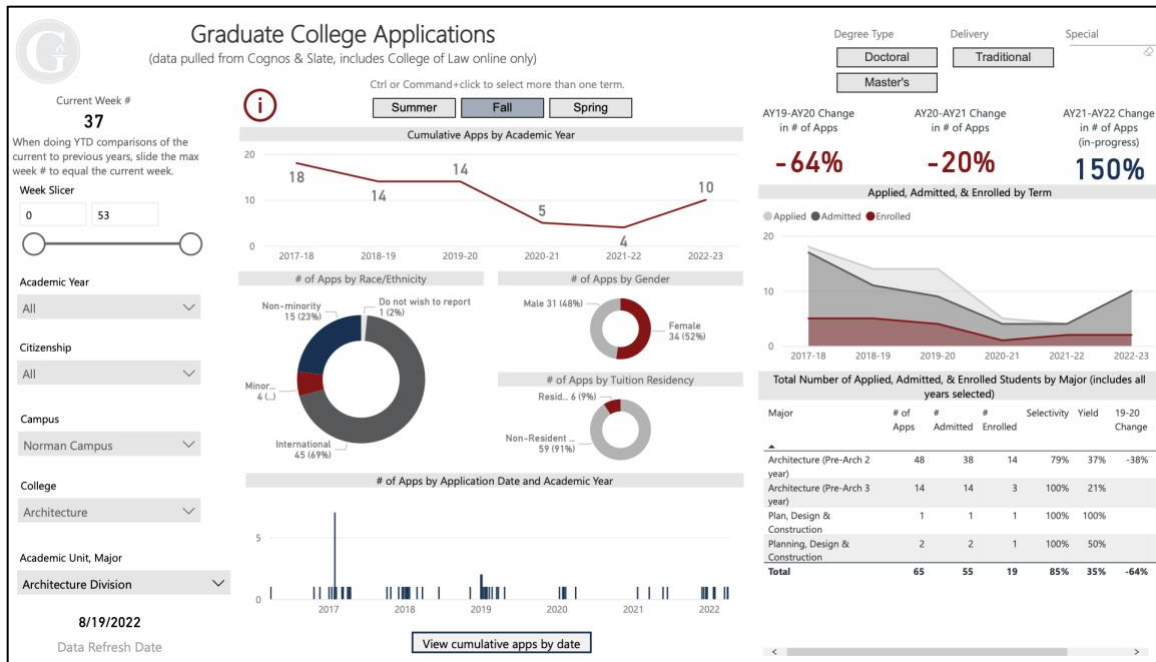 G
Graduate College Applications
(data pulled from Cognos & Slate, includes College of Law online only)
Degree Type
Delivery
Special
Doctoral
Traditional
Master's
Current Week #
37
When doing YTD comparisons of the
current to previous years, slide the max
week # to equal the current week.
Week Slicer
0
53
Academic Year
All
Citizenship
All
Campus
Norman Campus
College
Architecture
Academic Unit, Major
Architecture Division
8/19/2022
Data Refresh Date
Ctrl or Command+click to select more than one term.
i
Summer
Fall
Spring
Cumulative Apps by Academic Year
20
10
0
18
14
14
5
4
10
2017-18
2018-19
2019-20
2020-21
2021-22
2022-23
# of Apps by Race/Ethnicity
Non-minority
15 (23%)
Do not wish to report
1 (2%)
Minor...
4 (...)
International
45 (69%)
# of Apps by Gender
Male 31 (48%)
Female
34 (52%)
# of Apps by Tuition Residency
Resid... 6 (9%)
Non-Resident ...
59 (91%)
# of Apps by Application Date and Academic Year
5
0
2017
2018
2019
2020
2021
2022
View cumulative apps by date
AY19-AY20 Change
in # of Apps
-64%
AY20-AY21 Change
in # of Apps
-20%
AY21-AY22 Change
in # of Apps
(in-progress)
150%
Applied, Admitted, & Enrolled by Term
Applied Admitted Enrolled
20
10
0
2017-18
2018-19
2019-20
2020-21
2021-22
2022-23
Total Number of Applied, Admitted, & Enrolled Students by Major (includes all
years selected)
Major # of Apps # Admitted # Enrolled Selectivity Yield 19-20 Change
Architecture (Pre-Arch 2 year) 48 38 14 79% 37% -38%
Architecture (Pre-Arch 3 year) 14 14 3 100% 21%
Plan, Design & Construction 1 1 1 100% 100%
Planning, Design & Construction 2 2 1 100% 50%
Total 65 55 19 85% 35% -64%